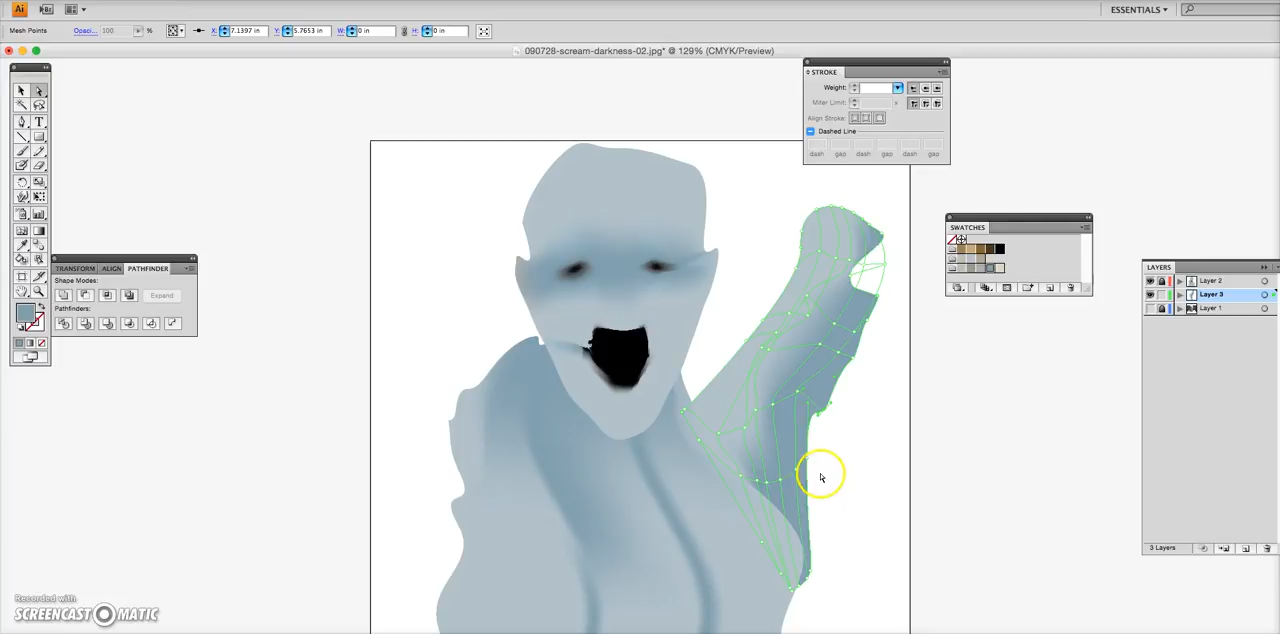 Ai Br ESSENTIALS
Mesh Points Opaci... 100 % X: 7.1397 in Y: 5.7653 in W: 0 in H: 0 in
090728-scream-darkness-02.jpg* @ 129% (CMYK/Preview)
STROKE
Weight:
Miter Limit: x
Align Stroke:
Dashed Line
dash gap dash gap dash gap
SWATCHES
TRANSFORM ALIGN PATHFINDER
Shape Modes:
Expand
Pathfinders:
LAYERS
Layer 2
Layer 3
Layer 1
3 Layers
T
Recorded with
SCREENCAST-O-MATIC